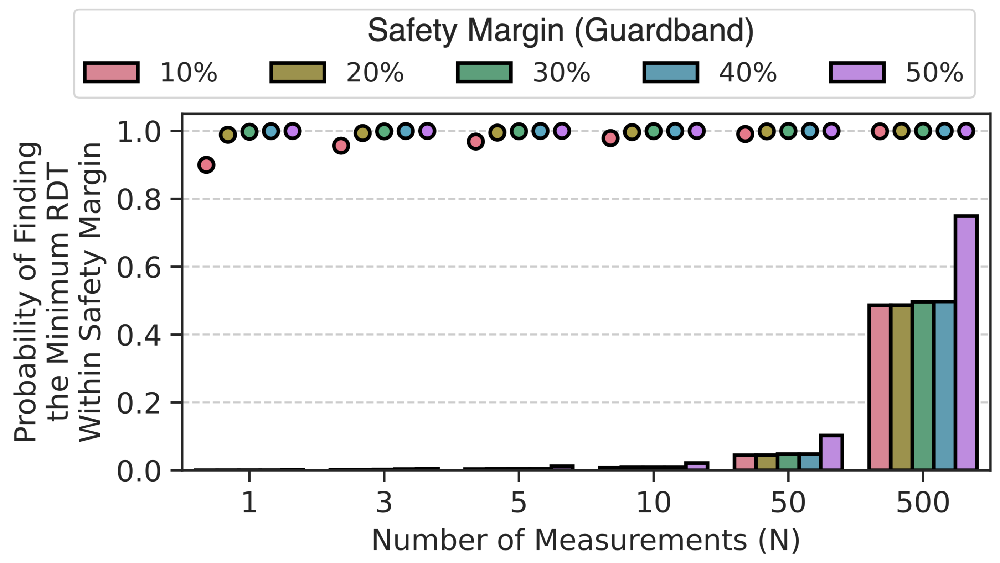 Safety Margin (Guardband)
10% 20% 30% 40% 50%
Probability of Finding
the Minimum RDT
Within Safety Margin
1.0
0.8
0.6
0.4
0.2
0.0
1 3 5 10 50 500
Number of Measurements (N)